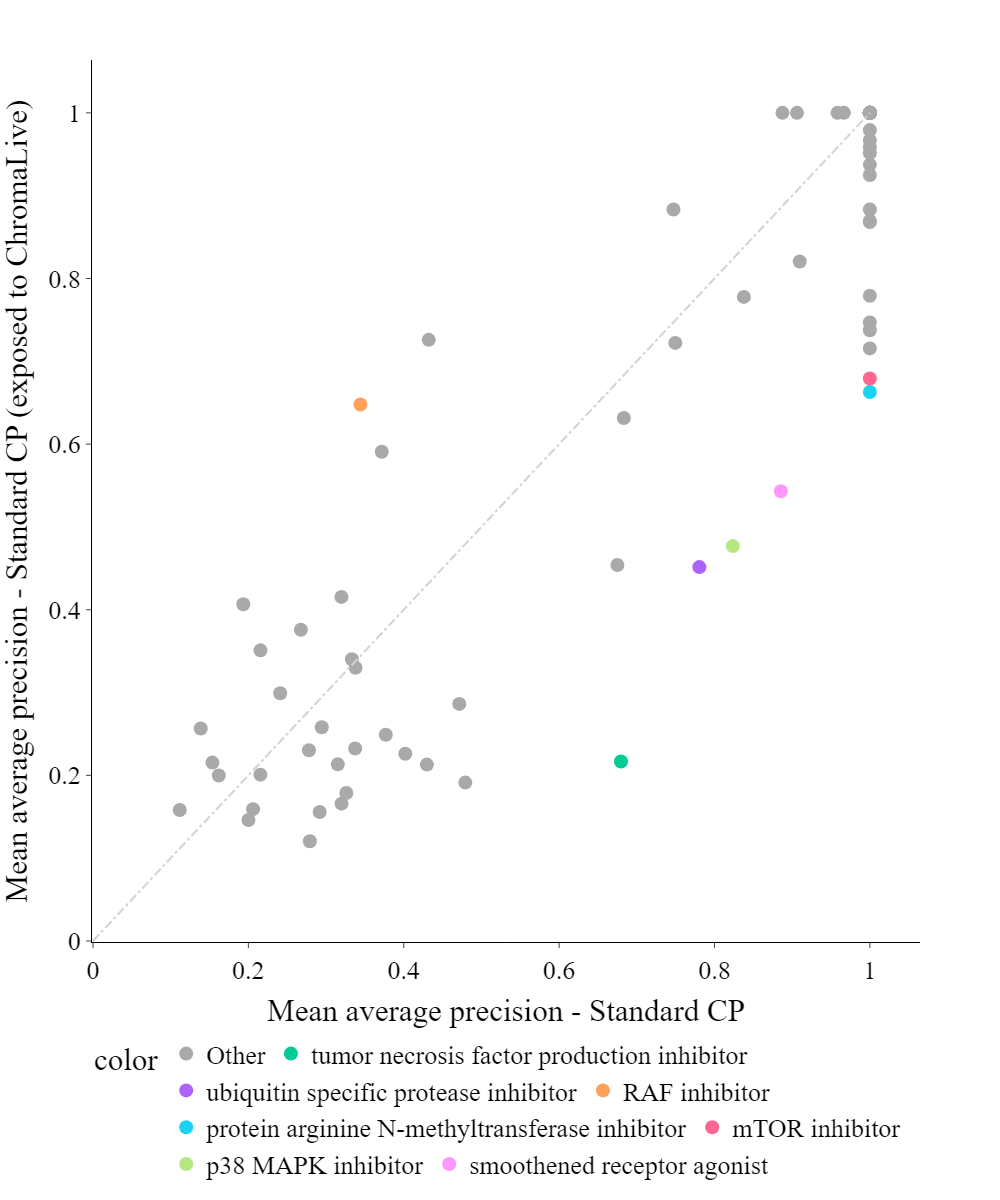 Mean average precision - Standard CP (exposed to ChromaLive)
1
0.8
0.6
0.4
0.2
0
0 0.2 0.4 0.6 0.8 1
Mean average precision - Standard CP
color Other tumor necrosis factor production inhibitor
ubiquitin specific protease inhibitor RAF inhibitor
protein arginine N-methyltransferase inhibitor mTOR inhibitor
p38 MAPK inhibitor smoothened receptor agonist